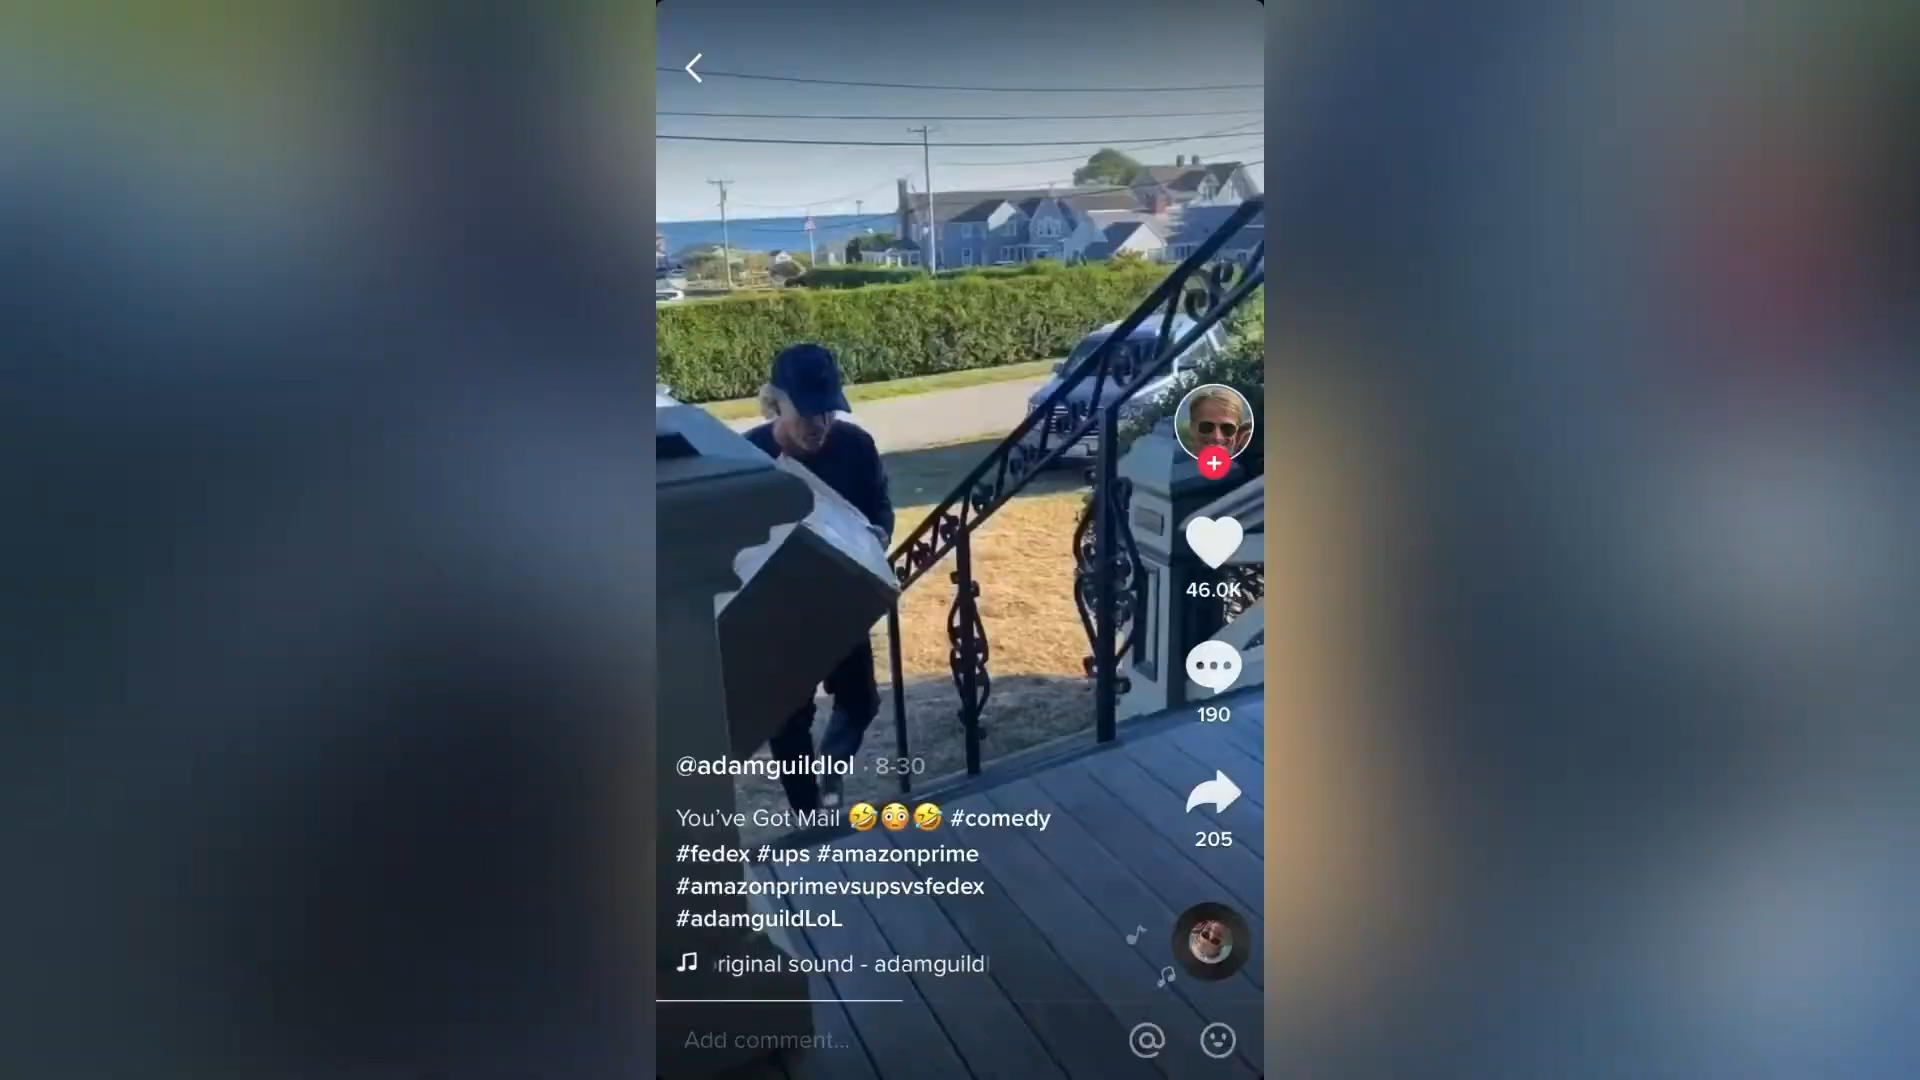 46.0K
190
@adamguildlol · 8-30
You've Got Mail 🤣😳🤣 #comedy
#fedex #ups #amazonprime
#amazonprimevsupsvsfedex
#adamguildLoL
205
riginal sound - adamguild
Add comment...